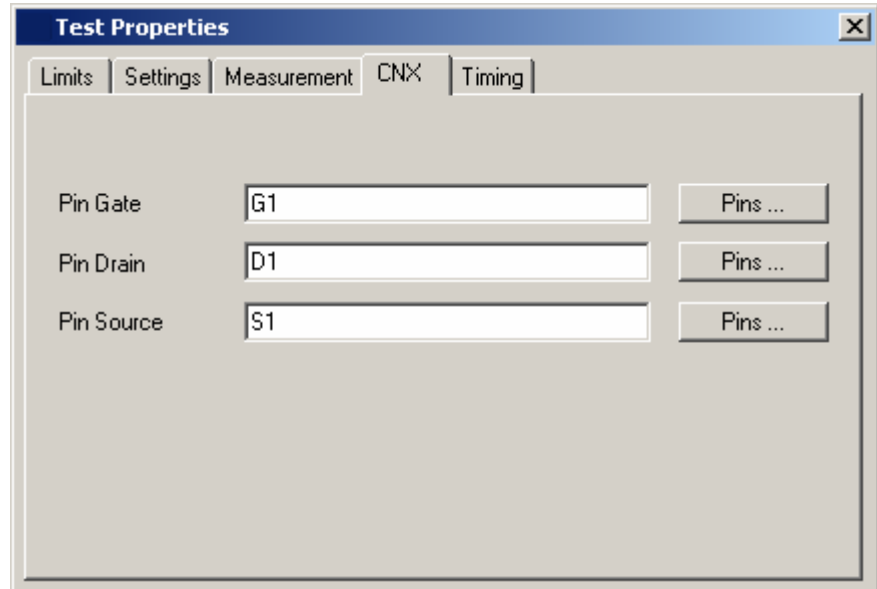 Test Properties
Limits Settings Measurement CNX Timing
Pin Gate G1 Pins ...
Pin Drain D1 Pins ...
Pin Source S1 Pins ...